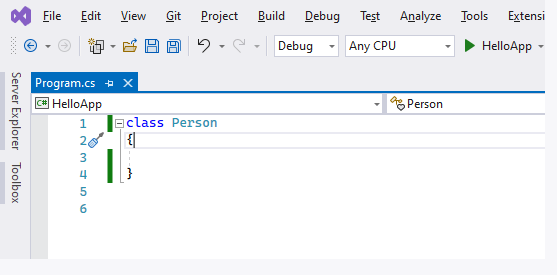 File Edit View Git Project Build Debug Test Analyze Tools Extensi
Debug Any CPU HelloApp
Server Explorer
Toolbox
Program.cs
C# HelloApp Person
1 class Person
2 {
3
4 }
5
6